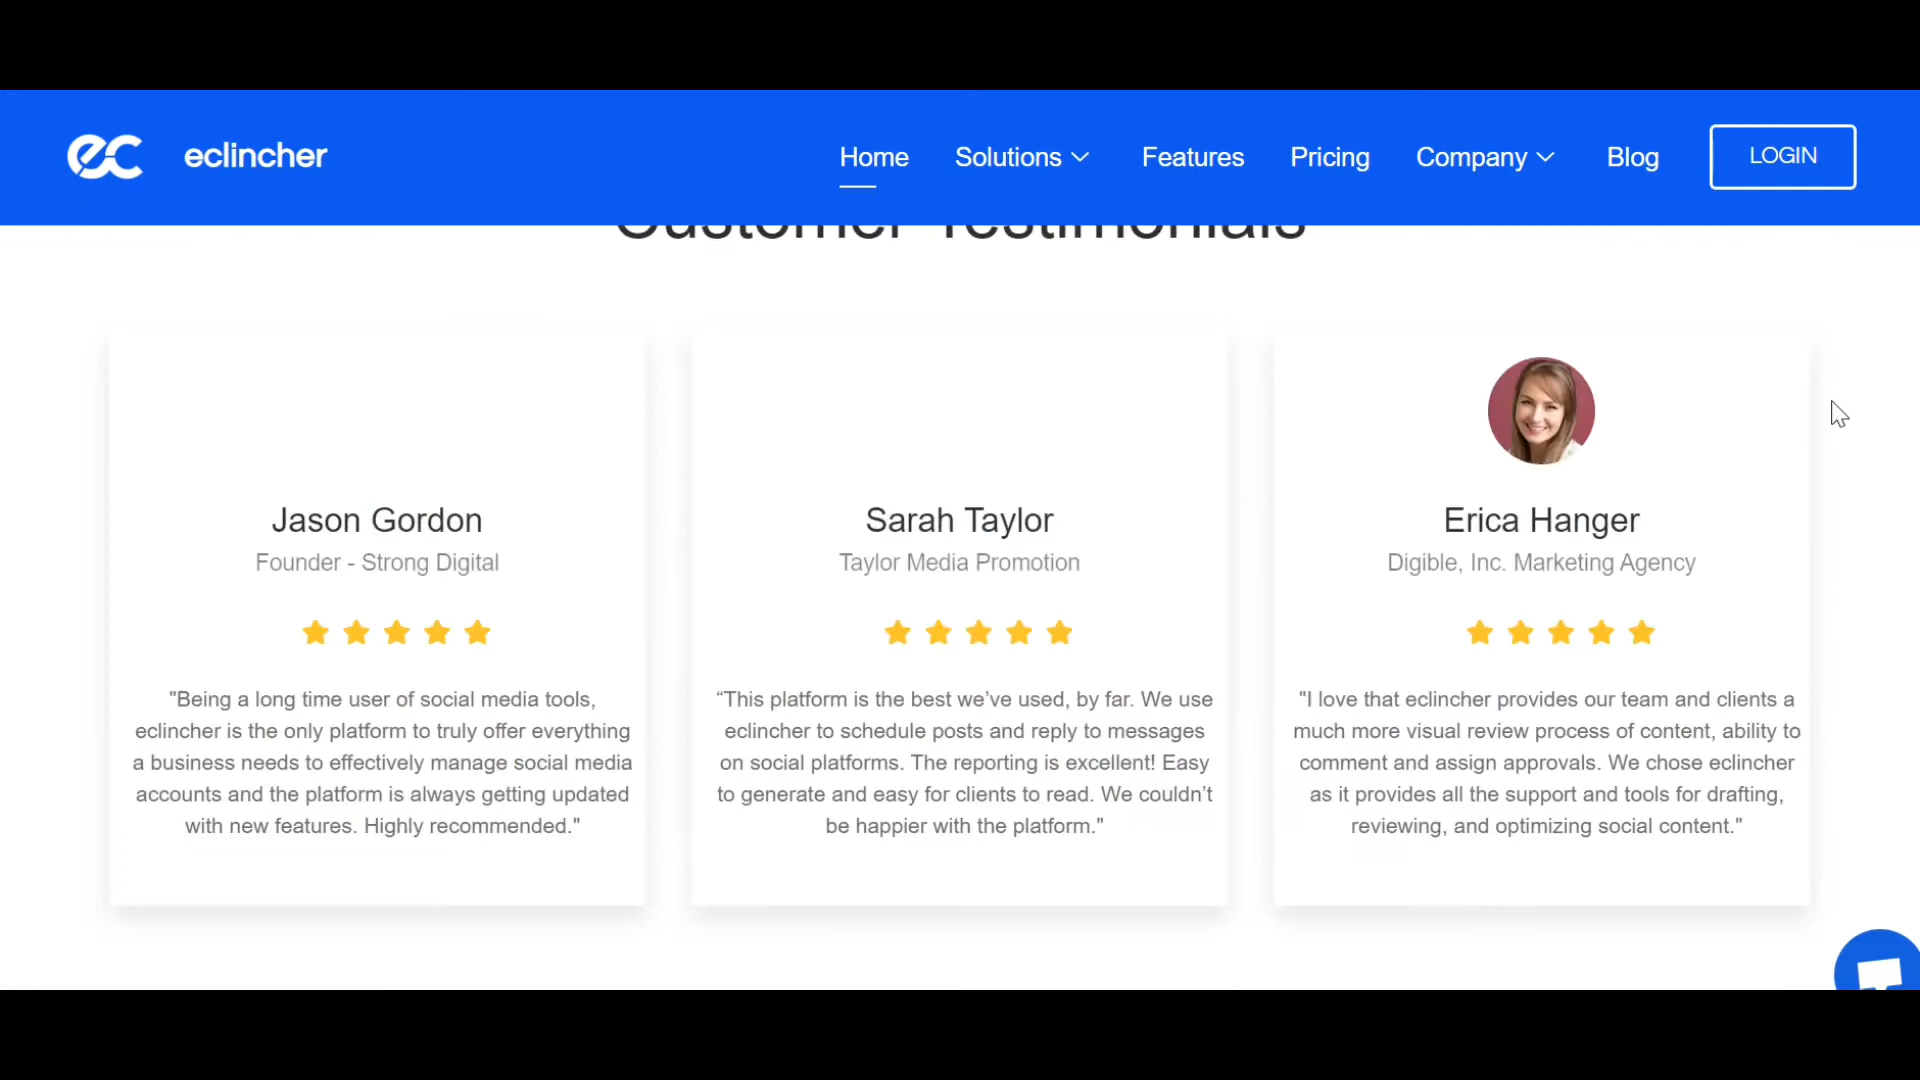 ec eclincher Home Solutions Features Pricing Company Blog LOGIN
Customer Testimonials
Jason Gordon
Founder - Strong Digital
"Being a long time user of social media tools,
eclincher is the only platform to truly offer everything
a business needs to effectively manage social media
accounts and the platform is always getting updated
with new features. Highly recommended."
Sarah Taylor
Taylor Media Promotion
“This platform is the best we’ve used, by far. We use
eclincher to schedule posts and reply to messages
on social platforms. The reporting is excellent! Easy
to generate and easy for clients to read. We couldn’t
be happier with the platform."
Erica Hanger
Digible, Inc. Marketing Agency
"I love that eclincher provides our team and clients a
much more visual review process of content, ability to
comment and assign approvals. We chose eclincher
as it provides all the support and tools for drafting,
reviewing, and optimizing social content."